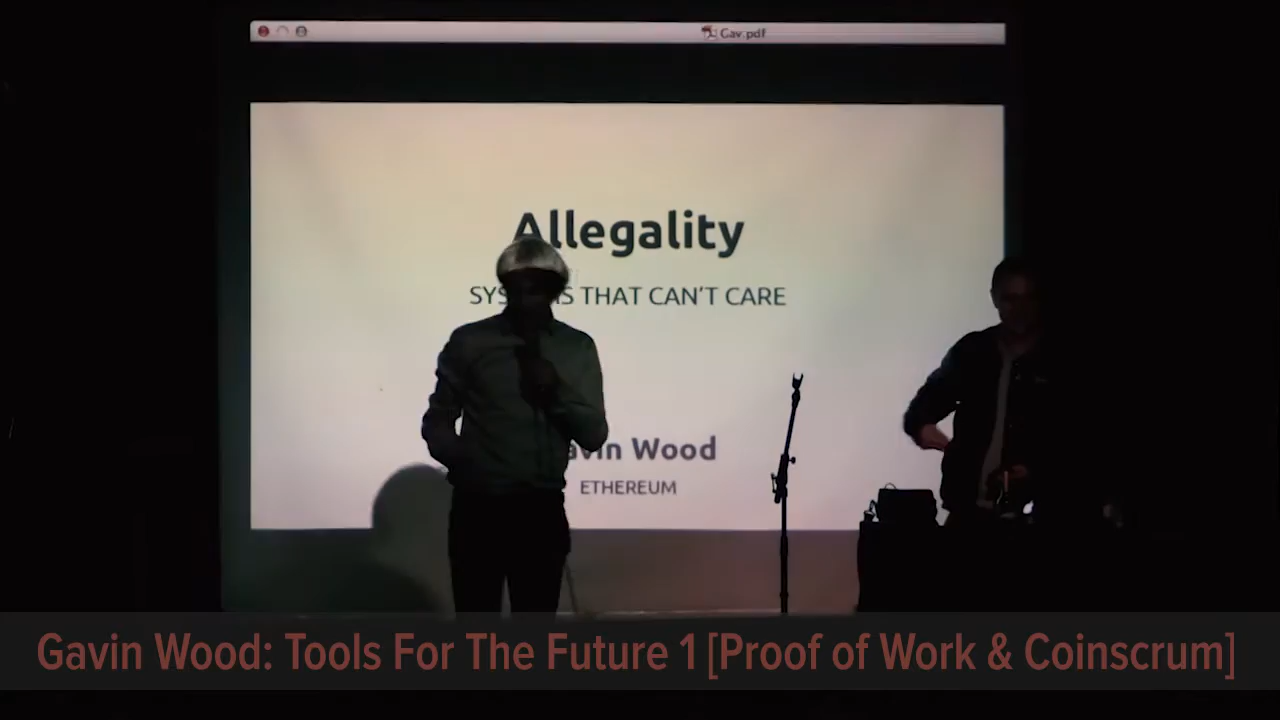 Gav.pdf
Allegality
THAT CAN'T CARE
Wood
ETHEREUM
Gavin Wood: Tools For The Future 1 [Proof of Work & Coinscrum]